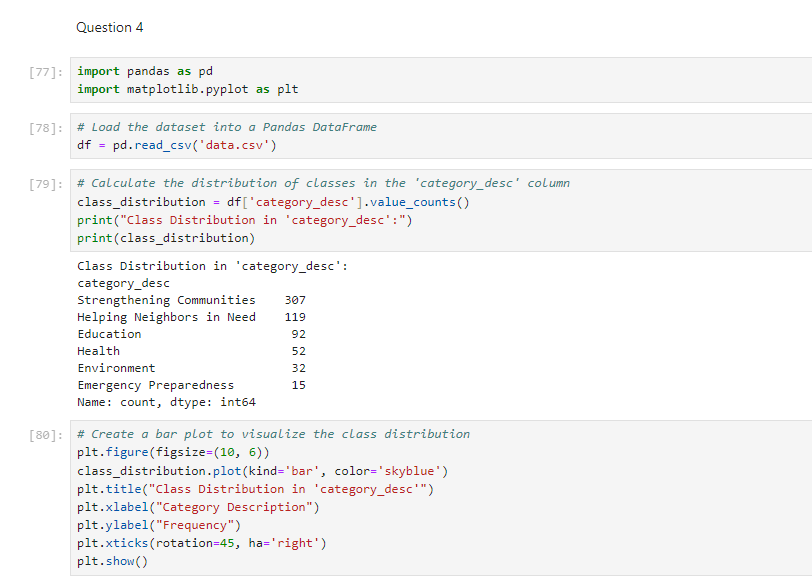 Question 4
[77]: import pandas as pd
import matplotlib.pyplot as plt
[78]: # Load the dataset into a Pandas DataFrame
df = pd.read_csv('data.csv')
[79]: # Calculate the distribution of classes in the 'category_desc' column
class_distribution = df['category_desc'].value_counts()
print("Class Distribution in 'category_desc':")
print(class_distribution)
Class Distribution in 'category_desc':
category_desc
Strengthening Communities    307
Helping Neighbors in Need    119
Education                     92
Health                        52
Environment                   32
Emergency Preparedness        15
Name: count, dtype: int64
[80]: # Create a bar plot to visualize the class distribution
plt.figure(figsize=(10, 6))
class_distribution.plot(kind='bar', color='skyblue')
plt.title("Class Distribution in 'category_desc'")
plt.xlabel("Category Description")
plt.ylabel("Frequency")
plt.xticks(rotation=45, ha='right')
plt.show()